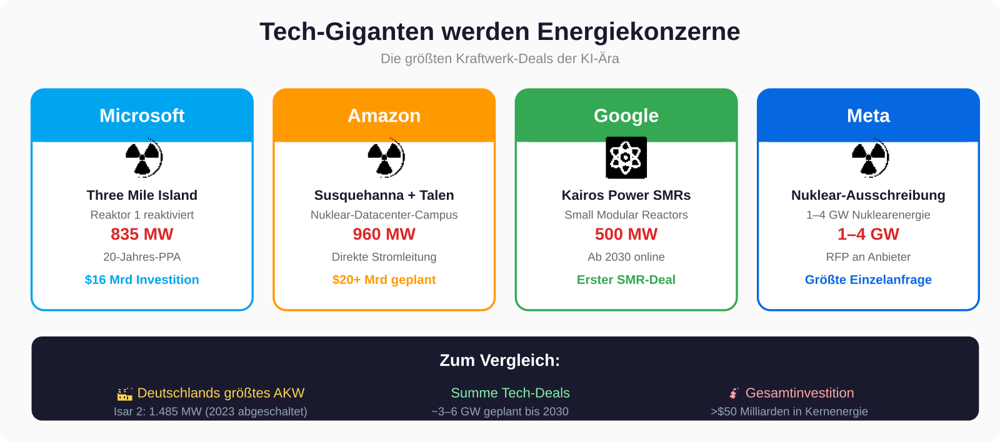 Tech-Giganten werden Energiekonzerne
Die größten Kraftwerk-Deals der KI-Ära
Microsoft
Three Mile Island
Reaktor 1 reaktiviert
835 MW
20-Jahres-PPA
$16 Mrd Investition
Amazon
Susquehanna + Talen
Nuklear-Datacenter-Campus
960 MW
Direkte Stromleitung
$20+ Mrd geplant
Google
Kairos Power SMRs
Small Modular Reactors
500 MW
Ab 2030 online
Erster SMR-Deal
Meta
Nuklear-Ausschreibung
1–4 GW Nuklearenergie
1–4 GW
RFP an Anbieter
Größte Einzelanfrage
Zum Vergleich:
Deutschlands größtes AKW
Isar 2: 1.485 MW (2023 abgeschaltet)
Summe Tech-Deals
~3–6 GW geplant bis 2030
Gesamtinvestition
>$50 Milliarden in Kernenergie